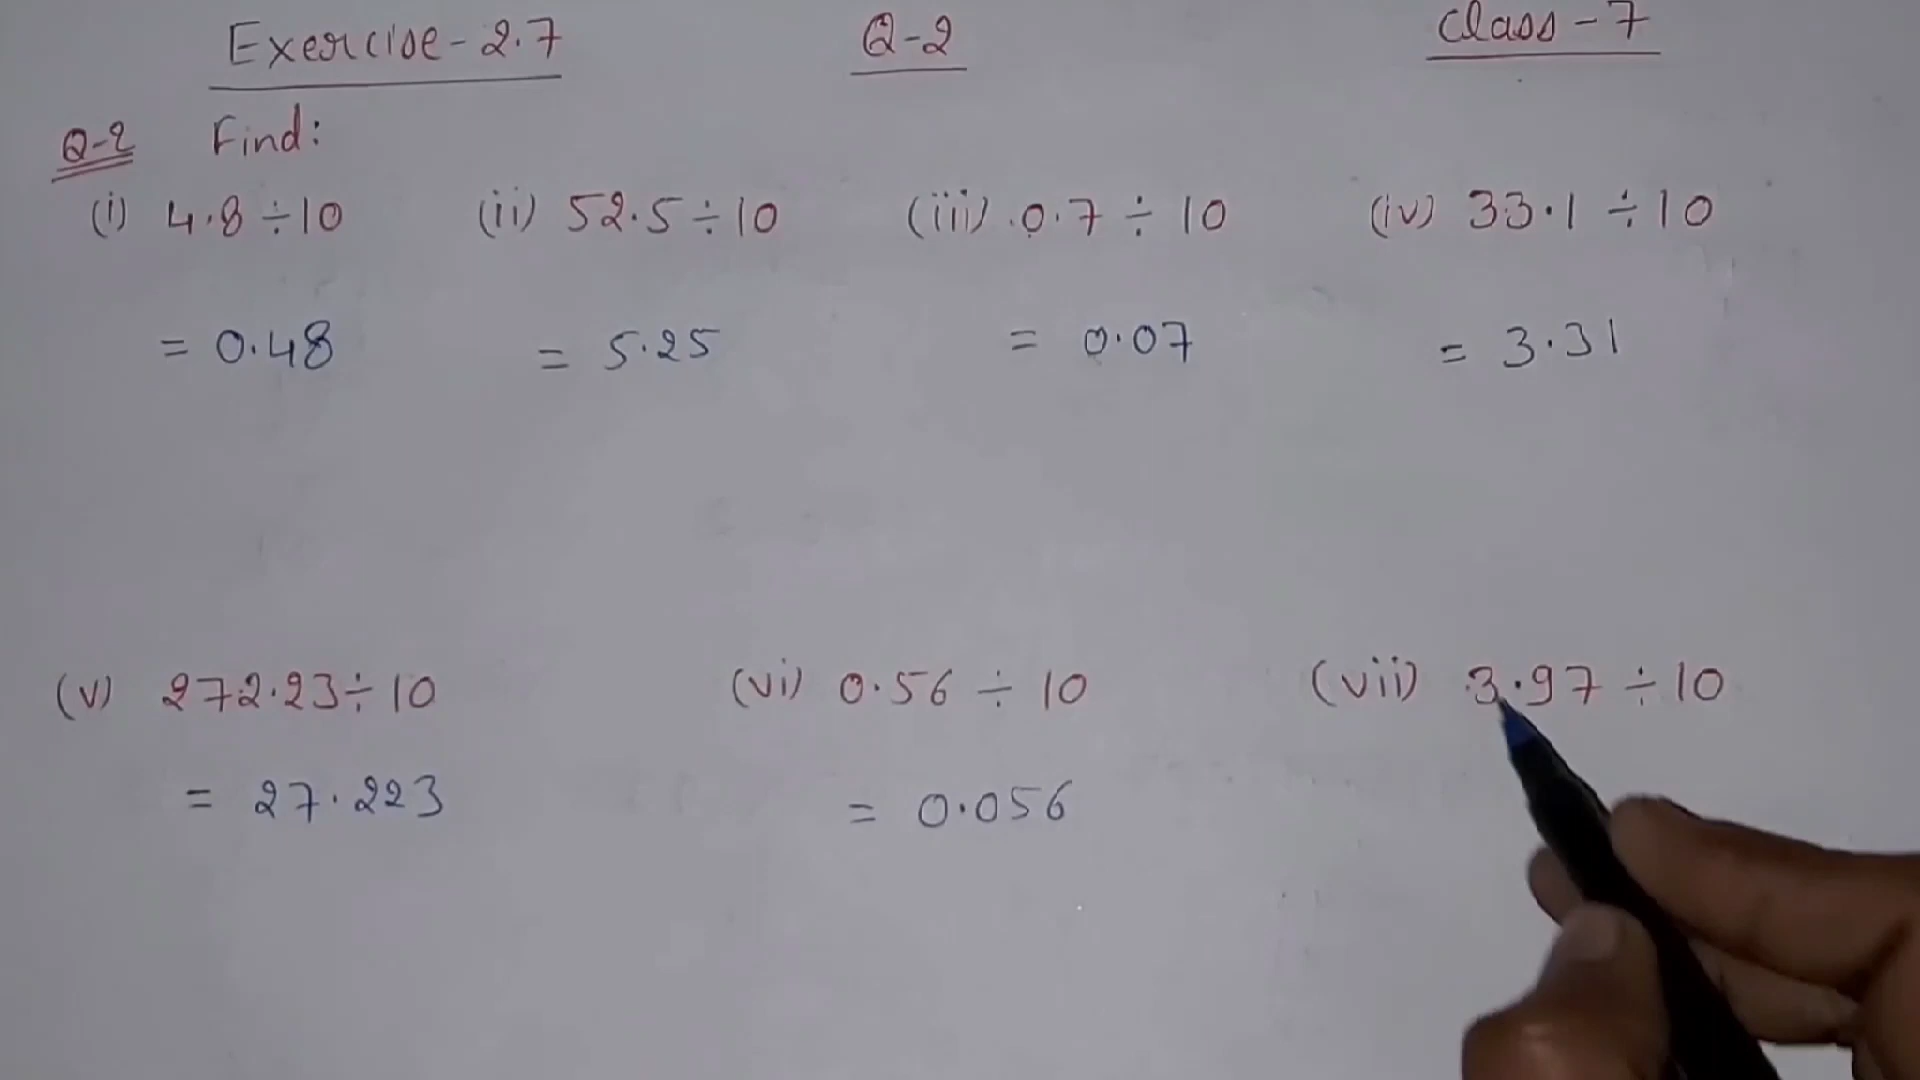 Exercise-2.7 Q-2 Class-7
Q-2 Find:
(i) 4.8÷10 (ii) 52.5÷10 (iii) 0.7÷10 (iv) 33.1÷10
= 0.48 = 5.25 = 0.07 = 3.31
(v) 272.23÷10 (vi) 0.56÷10 (vii) 3.97÷10
= 27.223 = 0.056